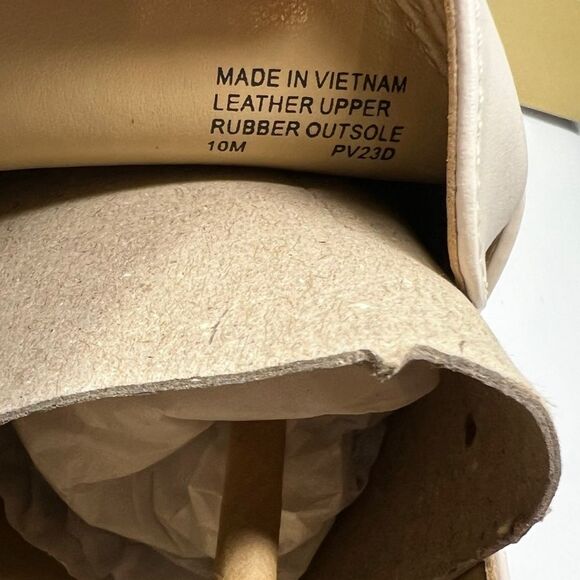 MADE IN VIETNAM
LEATHER UPPER
RUBBER OUTSOLE
10M PV23D